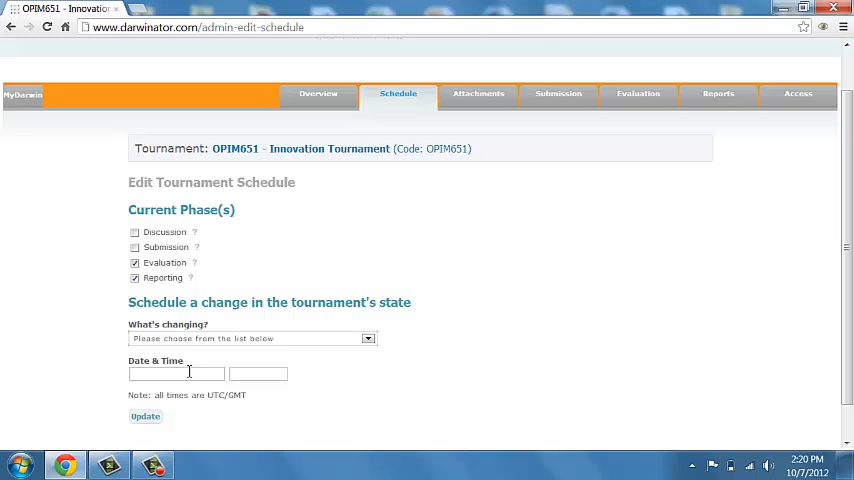 OPIM651 - Innovation
www.darwinator.com/admin-edit-schedule
MyDarwin
Overview
Schedule
Attachments
Submission
Evaluation
Reports
Access
Tournament: OPIM651 - Innovation Tournament (Code: OPIM651)
Edit Tournament Schedule
Current Phase(s)
Discussion ?
Submission ?
Evaluation ?
Reporting ?
Schedule a change in the tournament's state
What's changing?
Please choose from the list below
Date & Time
Note: all times are UTC/GMT
Update
2:20 PM
10/7/2012